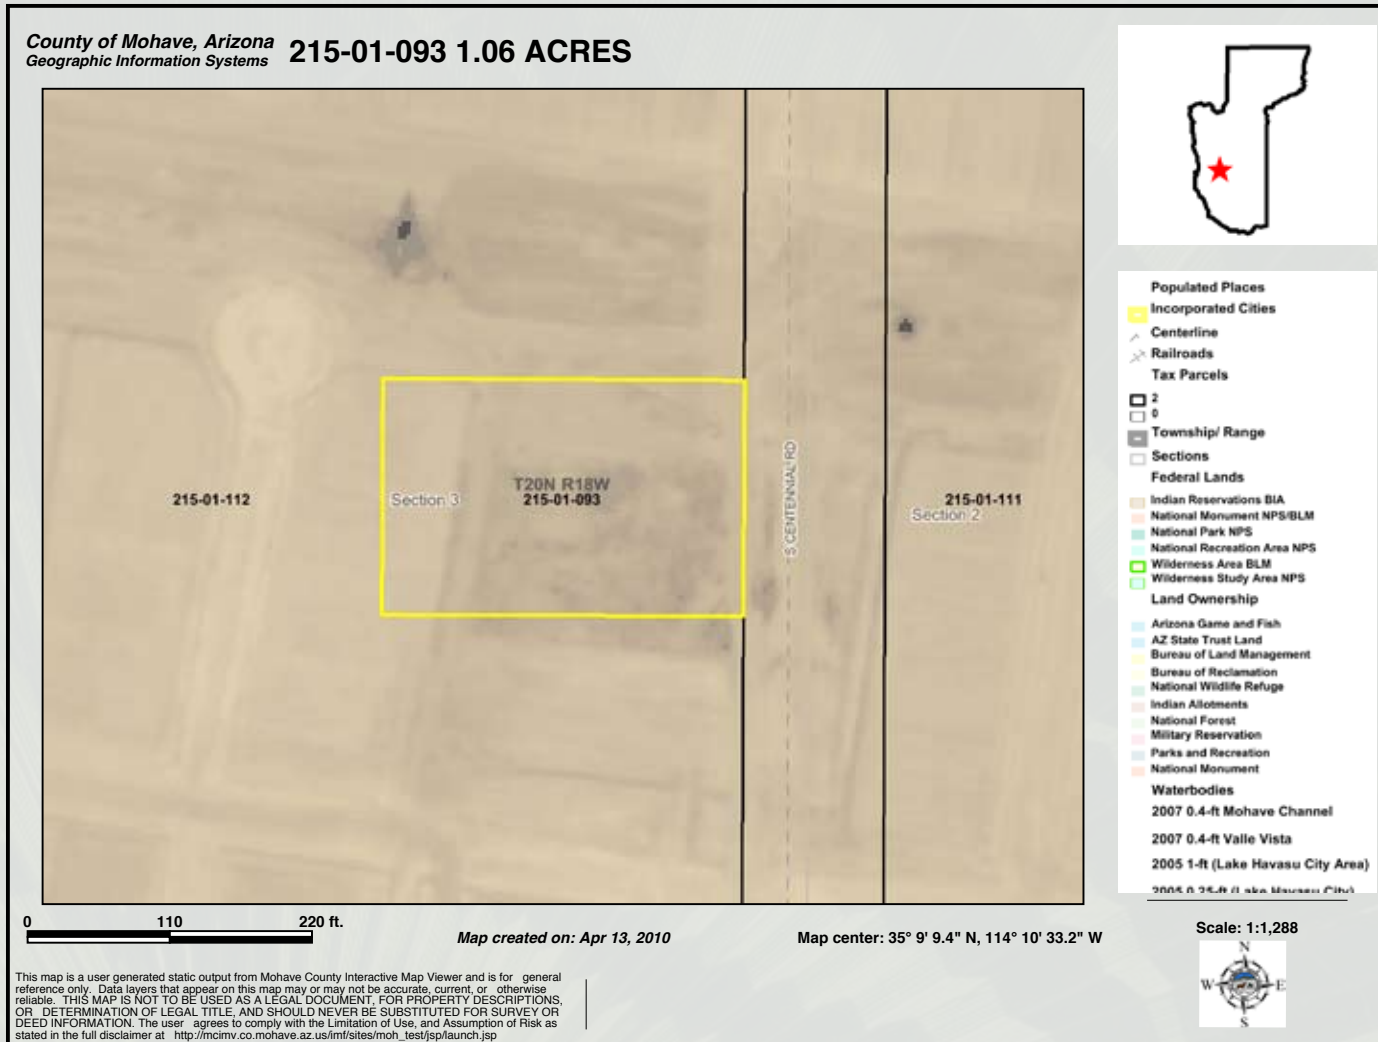 County of Mohave, Arizona
Geographic Information Systems
215-01-093 1.06 ACRES
215-01-112
Section 3
T20N R18W
215-01-093
S CENTENNIAL RD
215-01-111
Section 2
Populated Places
Incorporated Cities
Centerline
Railroads
Tax Parcels
2
0
Township/ Range
Sections
Federal Lands
Indian Reservations BIA
National Monument NPS/BLM
National Park NPS
National Recreation Area NPS
Wilderness Area BLM
Wilderness Study Area NPS
Land Ownership
Arizona Game and Fish
AZ State Trust Land
Bureau of Land Management
Bureau of Reclamation
National Wildlife Refuge
Indian Allotments
National Forest
Military Reservation
Parks and Recreation
National Monument
Waterbodies
2007 0.4-ft Mohave Channel
2007 0.4-ft Valle Vista
2005 1-ft (Lake Havasu City Area)
2005 0.25-ft (Lake Havasu City)
0 110 220 ft.
Map created on: Apr 13, 2010
Map center: 35° 9' 9.4" N, 114° 10' 33.2" W
Scale: 1:1,288
N
W E
S
This map is a user generated static output from Mohave County Interactive Map Viewer and is for general
reference only. Data layers that appear on this map may or may not be accurate, current, or otherwise
reliable. THIS MAP IS NOT TO BE USED AS A LEGAL DOCUMENT, FOR PROPERTY DESCRIPTIONS,
OR DETERMINATION OF LEGAL TITLE, AND SHOULD NEVER BE SUBSTITUTED FOR SURVEY OR
DEED INFORMATION. The user agrees to comply with the Limitation of Use, and Assumption of Risk as
stated in the full disclaimer at http://mcimv.co.mohave.az.us/imf/sites/moh_test/jsp/launch.jsp